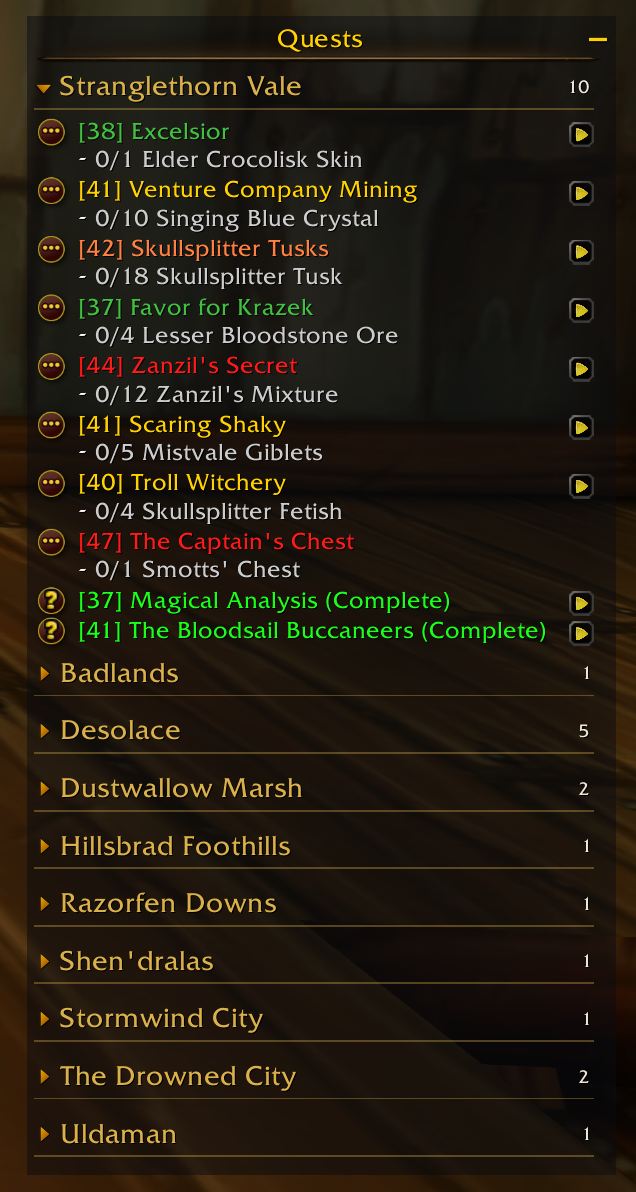 Quests
Stranglethorn Vale 10
[38] Excelsior
- 0/1 Elder Crocolisk Skin
[41] Venture Company Mining
- 0/10 Singing Blue Crystal
[42] Skullsplitter Tusks
- 0/18 Skullsplitter Tusk
[37] Favor for Krazek
- 0/4 Lesser Bloodstone Ore
[44] Zanzil's Secret
- 0/12 Zanzil's Mixture
[41] Scaring Shaky
- 0/5 Mistvale Giblets
[40] Troll Witchery
- 0/4 Skullsplitter Fetish
[47] The Captain's Chest
- 0/1 Smotts' Chest
? [37] Magical Analysis (Complete)
? [41] The Bloodsail Buccaneers (Complete)
Badlands 1
Desolace 5
Dustwallow Marsh 2
Hillsbrad Foothills 1
Razorfen Downs 1
Shen'dralas 1
Stormwind City 1
The Drowned City 2
Uldaman 1